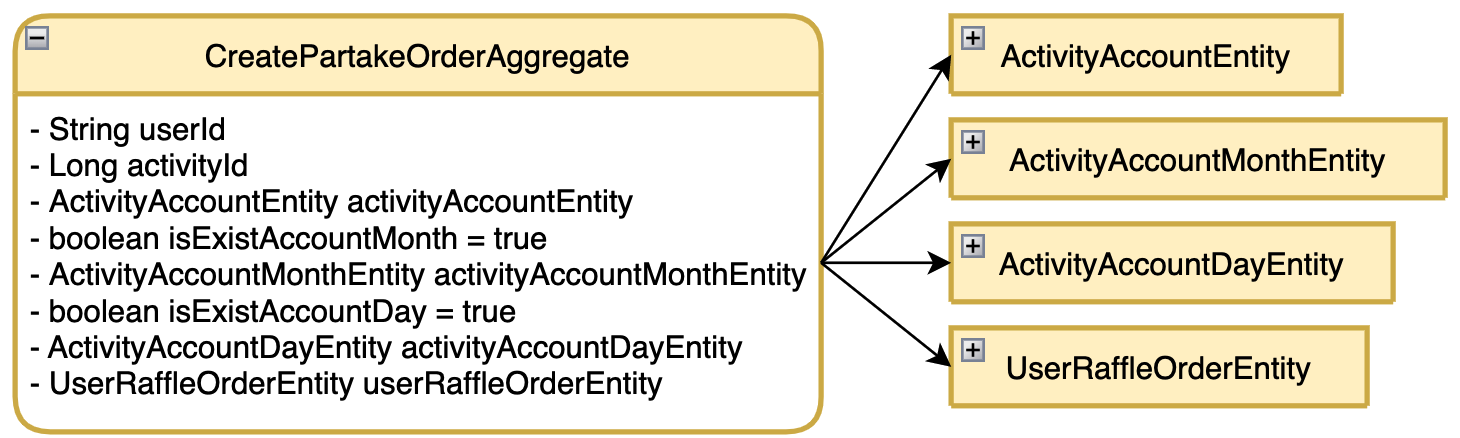 CreatePartakeOrderAggregate
- String userId
- Long activityId
- ActivityAccountEntity activityAccountEntity
- boolean isExistAccountMonth = true
- ActivityAccountMonthEntity activityAccountMonthEntity
- boolean isExistAccountDay = true
- ActivityAccountDayEntity activityAccountDayEntity
- UserRaffleOrderEntity userRaffleOrderEntity
ActivityAccountEntity
ActivityAccountMonthEntity
ActivityAccountDayEntity
UserRaffleOrderEntity